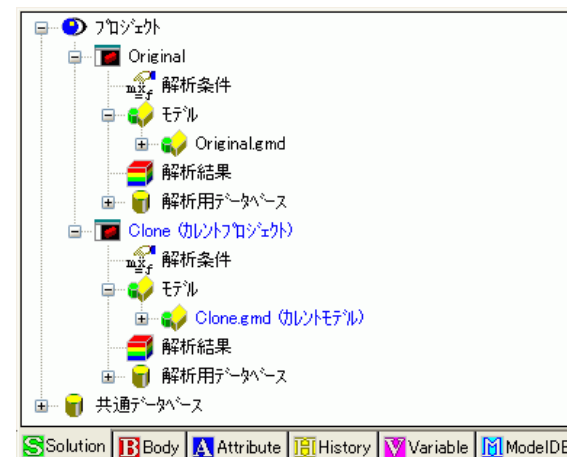 ﾌﾟﾛｼﾞｪｸﾄ
Original
解析条件
ﾓﾃﾞﾙ
Original.gmd
解析結果
解析用ﾃﾞｰﾀﾍﾞｰｽ
Clone (ｶﾚﾝﾄﾌﾟﾛｼﾞｪｸﾄ)
解析条件
ﾓﾃﾞﾙ
Clone.gmd (ｶﾚﾝﾄﾓﾃﾞﾙ)
解析結果
解析用ﾃﾞｰﾀﾍﾞｰｽ
共通ﾃﾞｰﾀﾍﾞｰｽ
Solution Body Attribute History Variable ModelDB